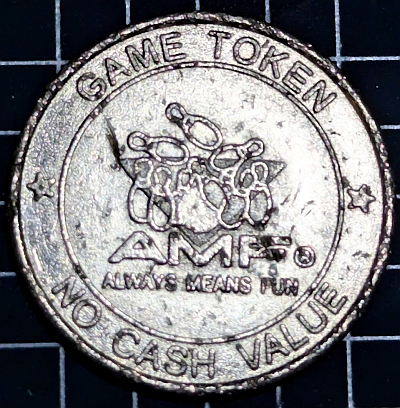 GAME TOKEN
AMF®
ALWAYS MEANS FUN
NO CASH VALUE